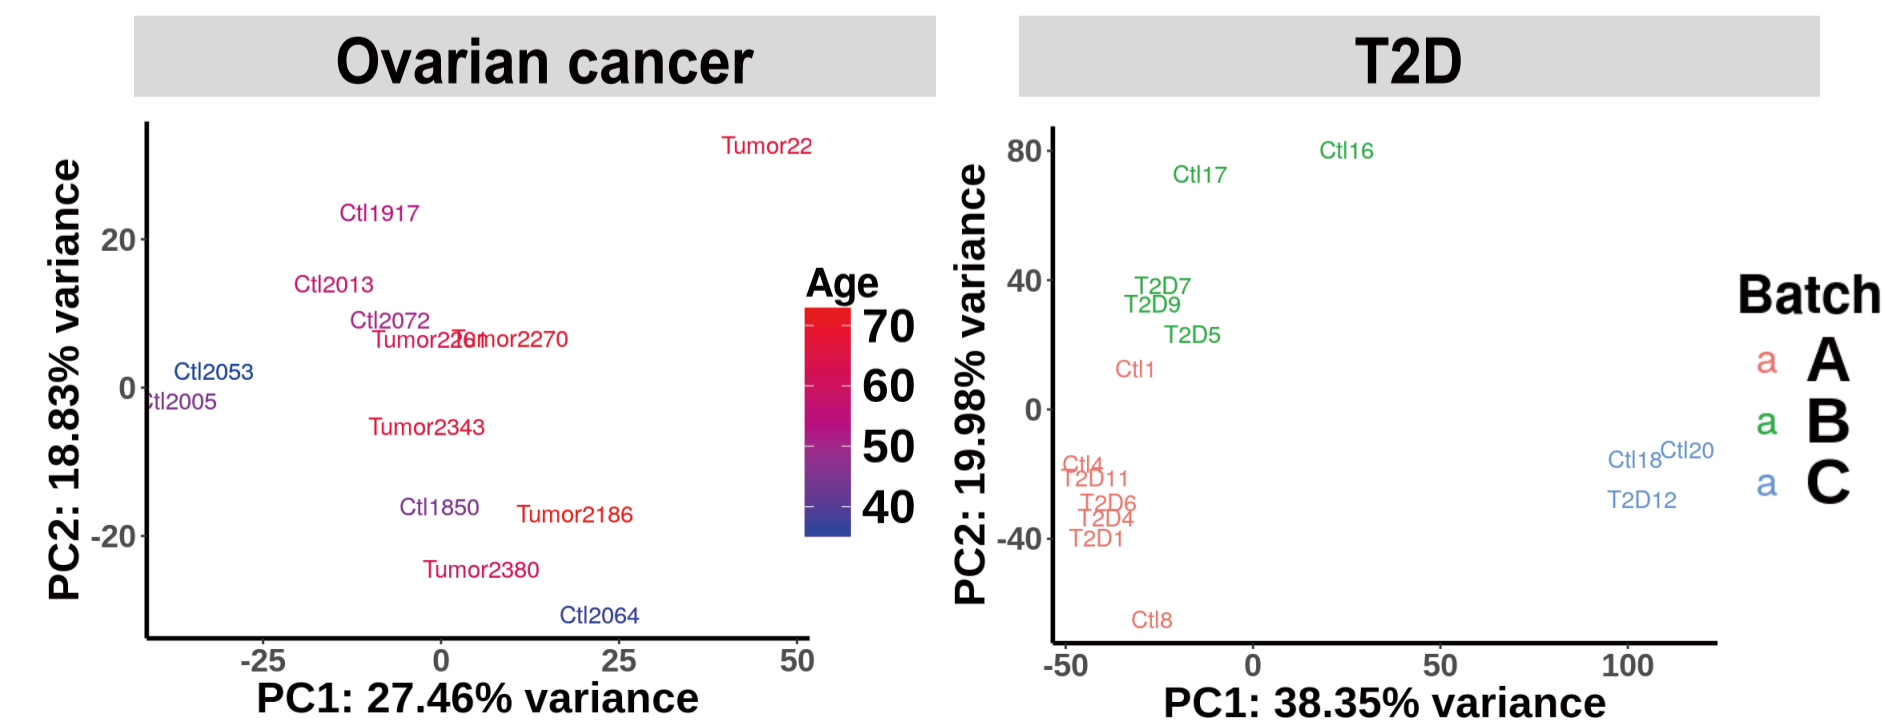 Ovarian cancer
PC2: 18.83% variance
20
0
-20
Tumor22
Ctl1917
Ctl2013
Ctl2072
Tumor2270
Ctl2053
Tumor2343
Ctl1850
Tumor2186
Tumor2380
Ctl2064
-25
0
25
50
PC1: 27.46% variance
Age
70
60
50
40
T2D
PC2: 19.98% variance
80
40
0
-40
Ctl16
Ctl17
T2D7
T2D9
T2D5
Ctl1
Ctl4
T2D11
T2D6
T2D4
T2D1
Ctl8
Ctl20
Ctl18
T2D12
-50
0
50
100
PC1: 38.35% variance
Batch
a A
a B
a C